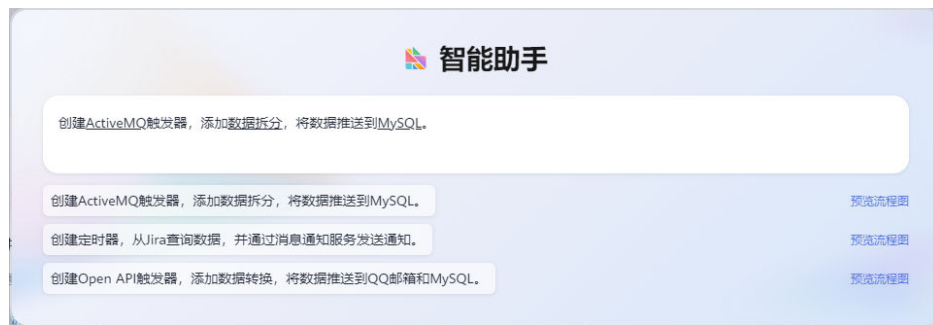 智能助手
创建ActiveMQ触发器，添加数据拆分，将数据推送到MySQL。
创建ActiveMQ触发器，添加数据拆分，将数据推送到MySQL。 预览流程图
创建定时器，从Jira查询数据，并通过消息通知服务发送通知。 预览流程图
创建Open API触发器，添加数据转换，将数据推送到QQ邮箱和MySQL。 预览流程图